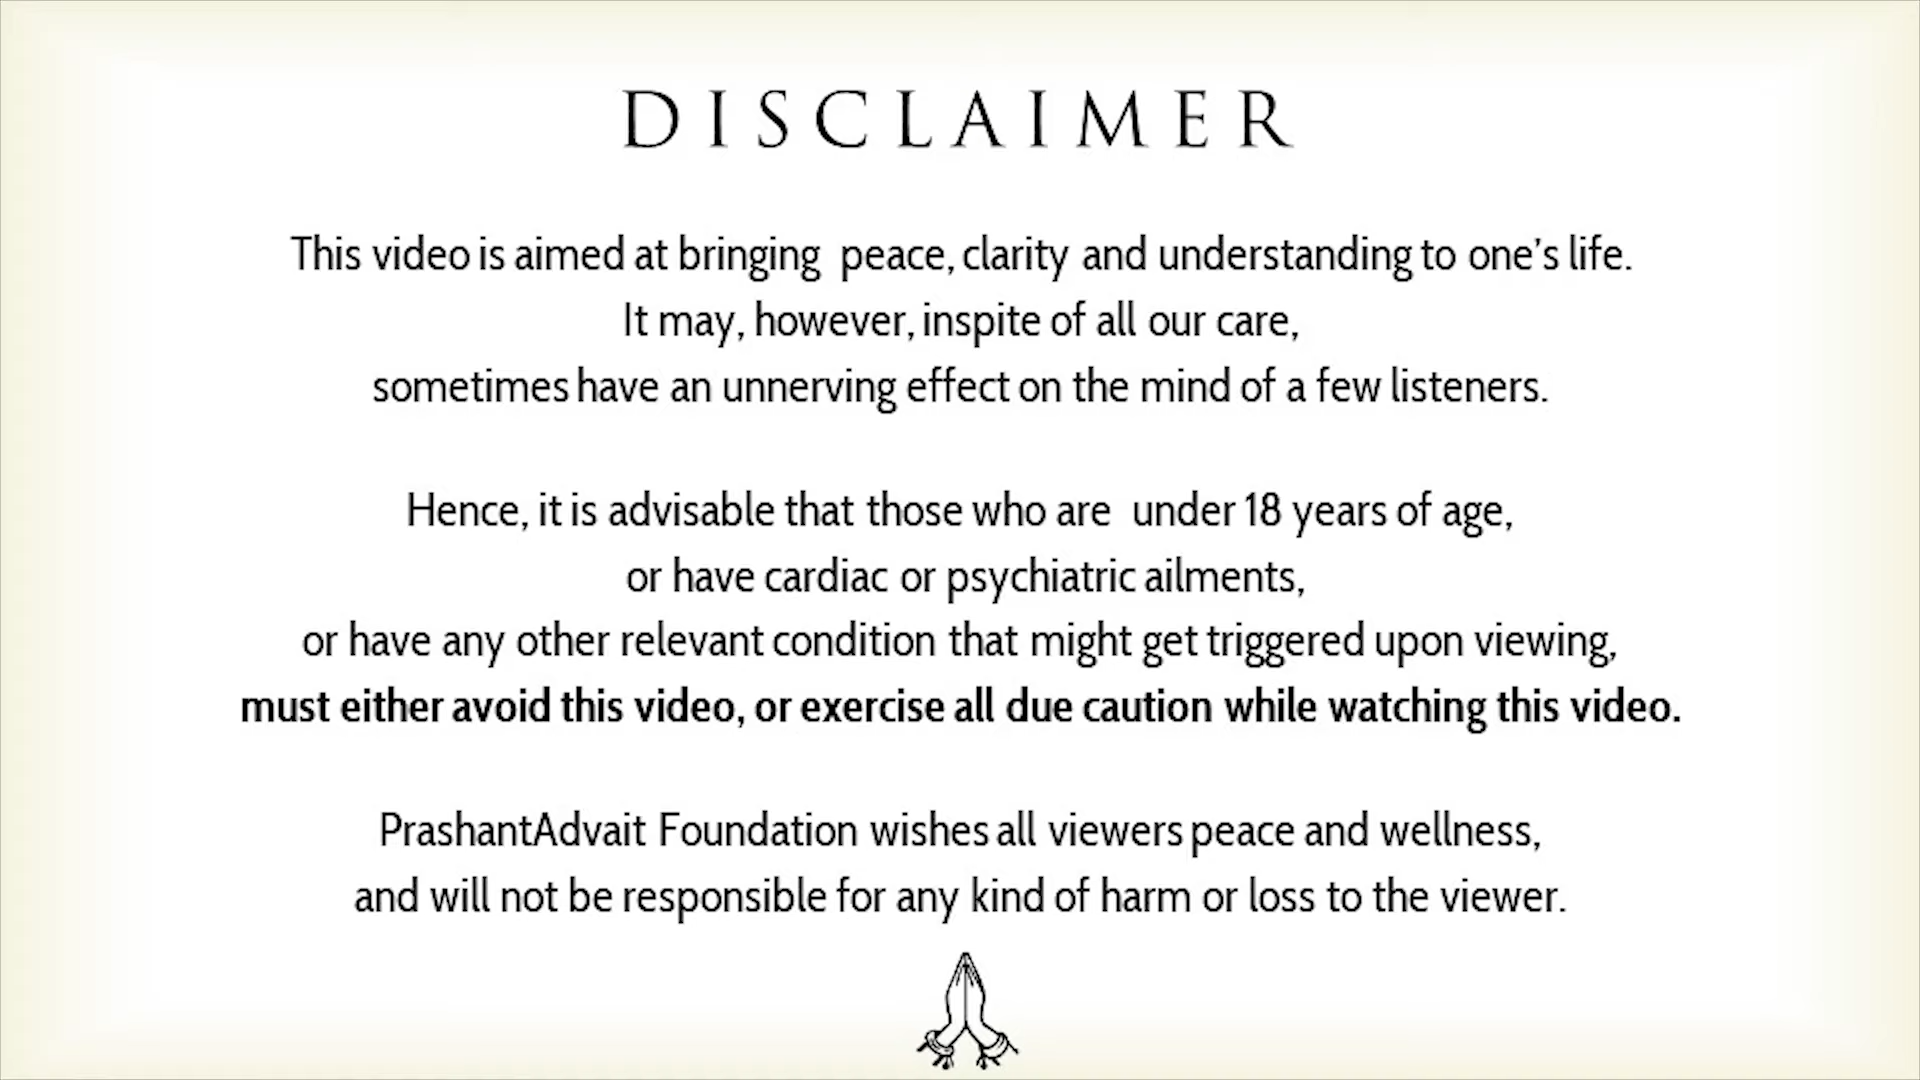 DISCLAIMER
This video is aimed at bringing peace, clarity and understanding to one's life.
It may, however, inspite of all our care,
sometimes have an unnerving effect on the mind of a few listeners.
Hence, it is advisable that those who are under 18 years of age,
or have cardiac or psychiatric ailments,
or have any other relevant condition that might get triggered upon viewing,
must either avoid this video, or exercise all due caution while watching this video.
PrashantAdvait Foundation wishes all viewers peace and wellness,
and will not be responsible for any kind of harm or loss to the viewer.